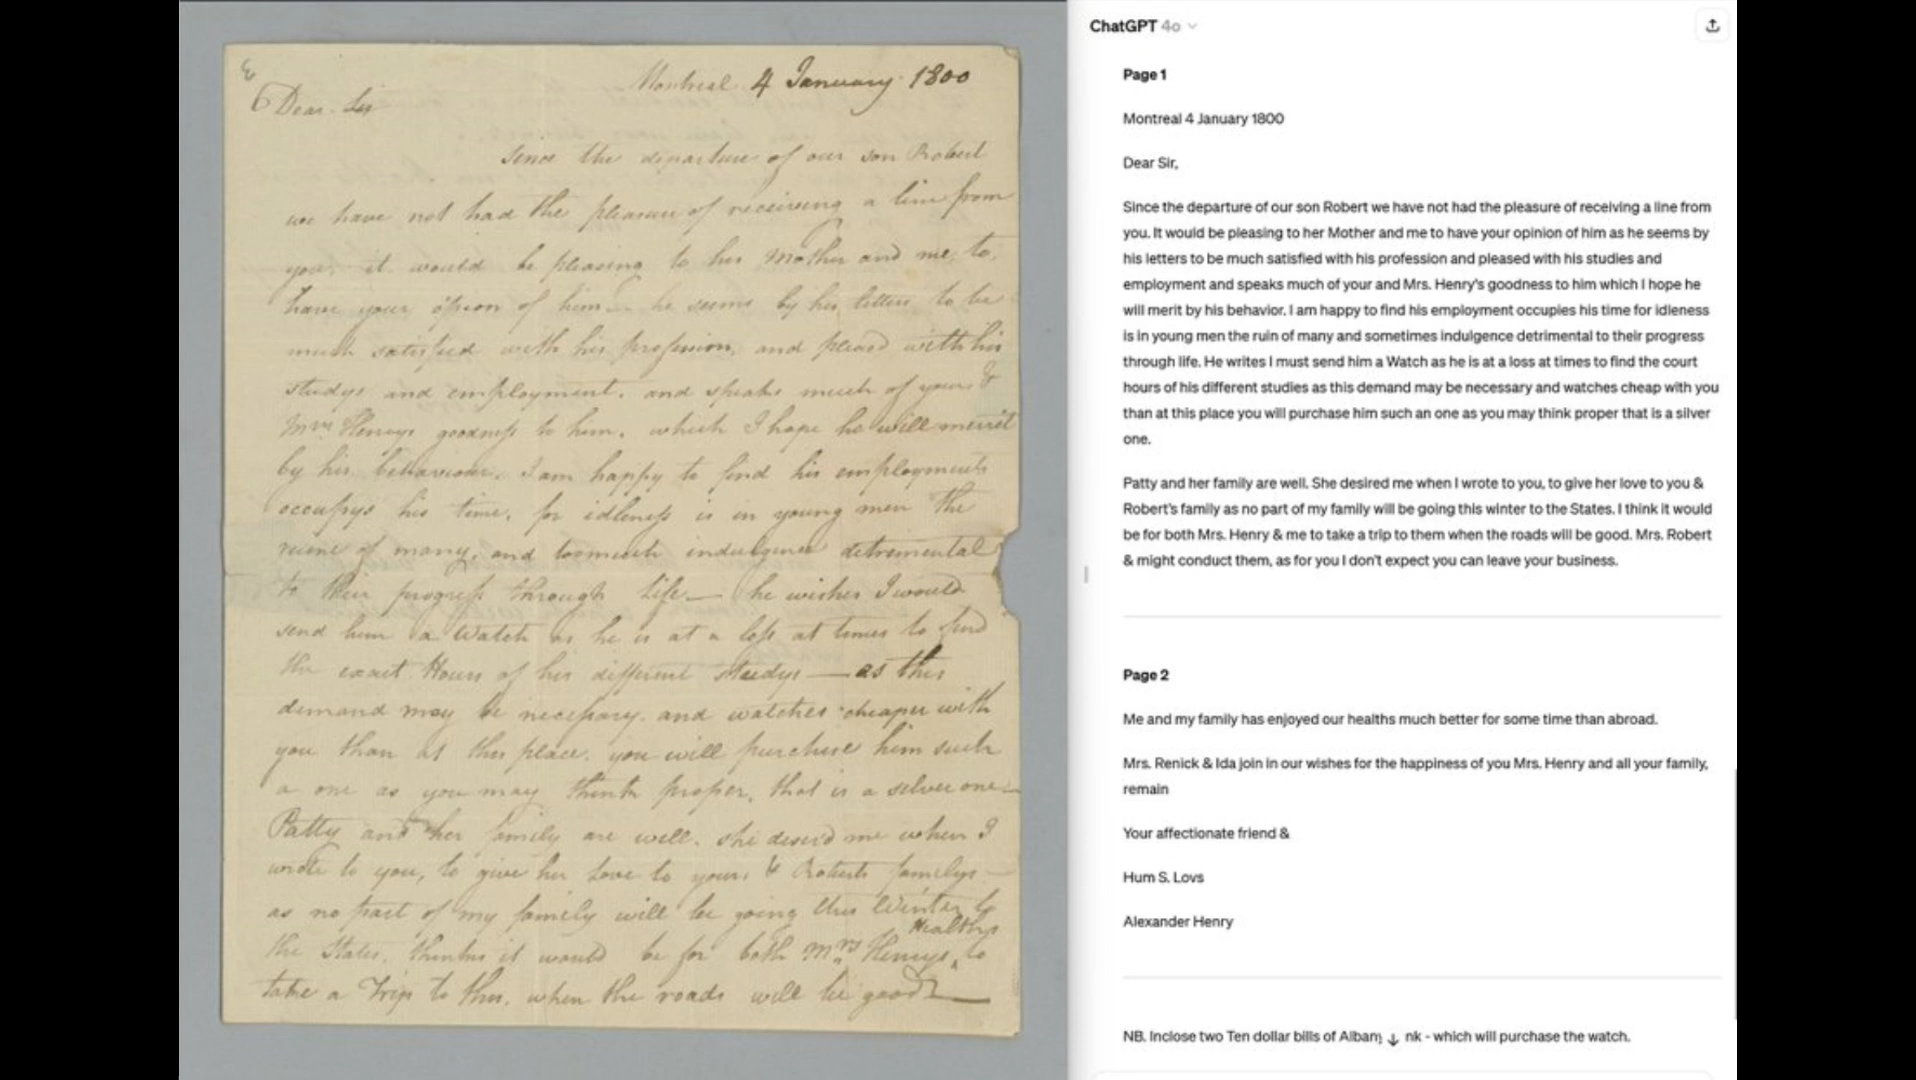 Montreal 4 January 1800
Dear Sir
since the departure of our son Robert
we have not had the pleasure of receiving a line from
you, it would be pleasing to his Mother and me, to,
have your opion of him— he seems by his letters to be
much satisfied with his profession, and pleasd with his
studys and employment, and speaks much of yours &
Mrs Henrys goodness to him, which I hope he will merrit
by his behaviour. I am happy to find his employments
occupys his time, for idleness is in young men the
ruine of many, and toomuch indulgence detremental
to their progress through Life— he wishes I would
send him a Watch as he is at a loss at times to find
the exact Hours of his different studys — as this
demand may be necessary. and watches cheaper with
you than at this place. you will purchase him such
a one as you may think proper, that is a silver one—
Patty and her family are well. she desird me when I
wrote to you, to give her Love to yours & Roberts familys—
as no part of my family will be going this Winter to
the States, thinks it would be for both Mrs Henrys Healths to
take a Trip to this, when the roads will be good—
ChatGPT 4o
Page 1
Montreal 4 January 1800
Dear Sir,
Since the departure of our son Robert we have not had the pleasure of receiving a line from
you. It would be pleasing to her Mother and me to have your opinion of him as he seems by
his letters to be much satisfied with his profession and pleased with his studies and
employment and speaks much of your and Mrs. Henry's goodness to him which I hope he
will merit by his behavior. I am happy to find his employment occupies his time for idleness
is in young men the ruin of many and sometimes indulgence detrimental to their progress
through life. He writes I must send him a Watch as he is at a loss at times to find the court
hours of his different studies as this demand may be necessary and watches cheap with you
than at this place you will purchase him such an one as you may think proper that is a silver
one.
Patty and her family are well. She desired me when I wrote to you, to give her love to you &
Robert's family as no part of my family will be going this winter to the States. I think it would
be for both Mrs. Henry & me to take a trip to them when the roads will be good. Mrs. Robert
& might conduct them, as for you I don't expect you can leave your business.
Page 2
Me and my family has enjoyed our healths much better for some time than abroad.
Mrs. Renick & Ida join in our wishes for the happiness of you Mrs. Henry and all your family,
remain
Your affectionate friend &
Hum S. Lovs
Alexander Henry
NB. Inclose two Ten dollar bills of Albany nk - which will purchase the watch.